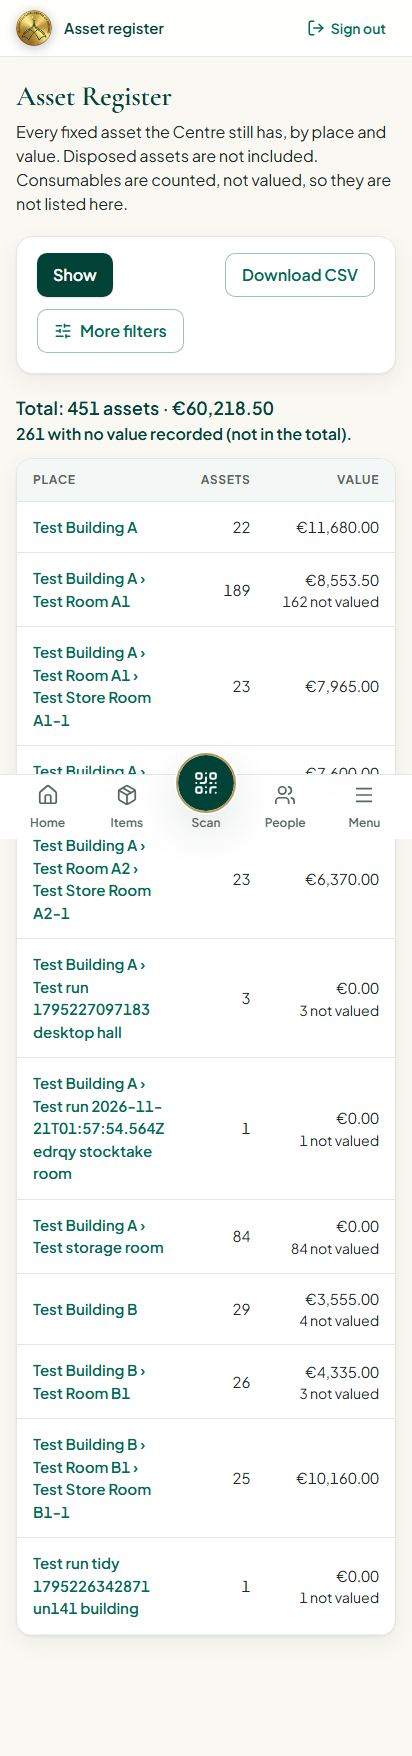 Asset register
Sign out
Asset Register
Every fixed asset the Centre still has, by place and
value. Disposed assets are not included.
Consumables are counted, not valued, so they are
not listed here.
Show
Download CSV
More filters
Total: 451 assets · €60,218.50
261 with no value recorded (not in the total).
PLACE ASSETS VALUE
Test Building A 22 €11,680.00
Test Building A ›
Test Room A1
189
€8,553.50
162 not valued
Test Building A ›
Test Room A1 ›
Test Store Room
A1-1
23 €7,965.00
Test Building A ›
€7,600.00
Home
Items
Scan
People
Menu
Test Building A ›
Test Room A2 ›
Test Store Room
A2-1
23 €6,370.00
Test Building A ›
Test run
1795227097183
desktop hall
3
€0.00
3 not valued
Test Building A ›
Test run 2026-11-
21T01:57:54.564Z
edrqy stocktake
room
1
€0.00
1 not valued
Test Building A ›
Test storage room
84
€0.00
84 not valued
Test Building B
29
€3,555.00
4 not valued
Test Building B ›
Test Room B1
26
€4,335.00
3 not valued
Test Building B ›
Test Room B1 ›
Test Store Room
B1-1
25 €10,160.00
Test run tidy
1795226342871
un141 building
1
€0.00
1 not valued